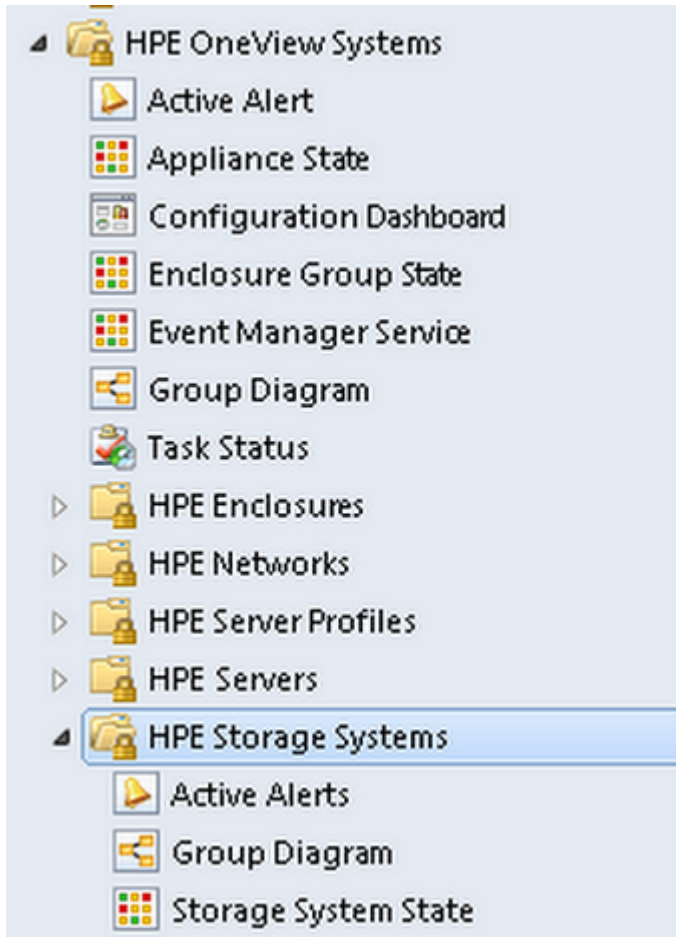 HPE OneView Systems
Active Alert
Appliance State
Configuration Dashboard
Enclosure Group State
Event Manager Service
Group Diagram
Task Status
HPE Enclosures
HPE Networks
HPE Server Profiles
HPE Servers
HPE Storage Systems
Active Alerts
Group Diagram
Storage System State